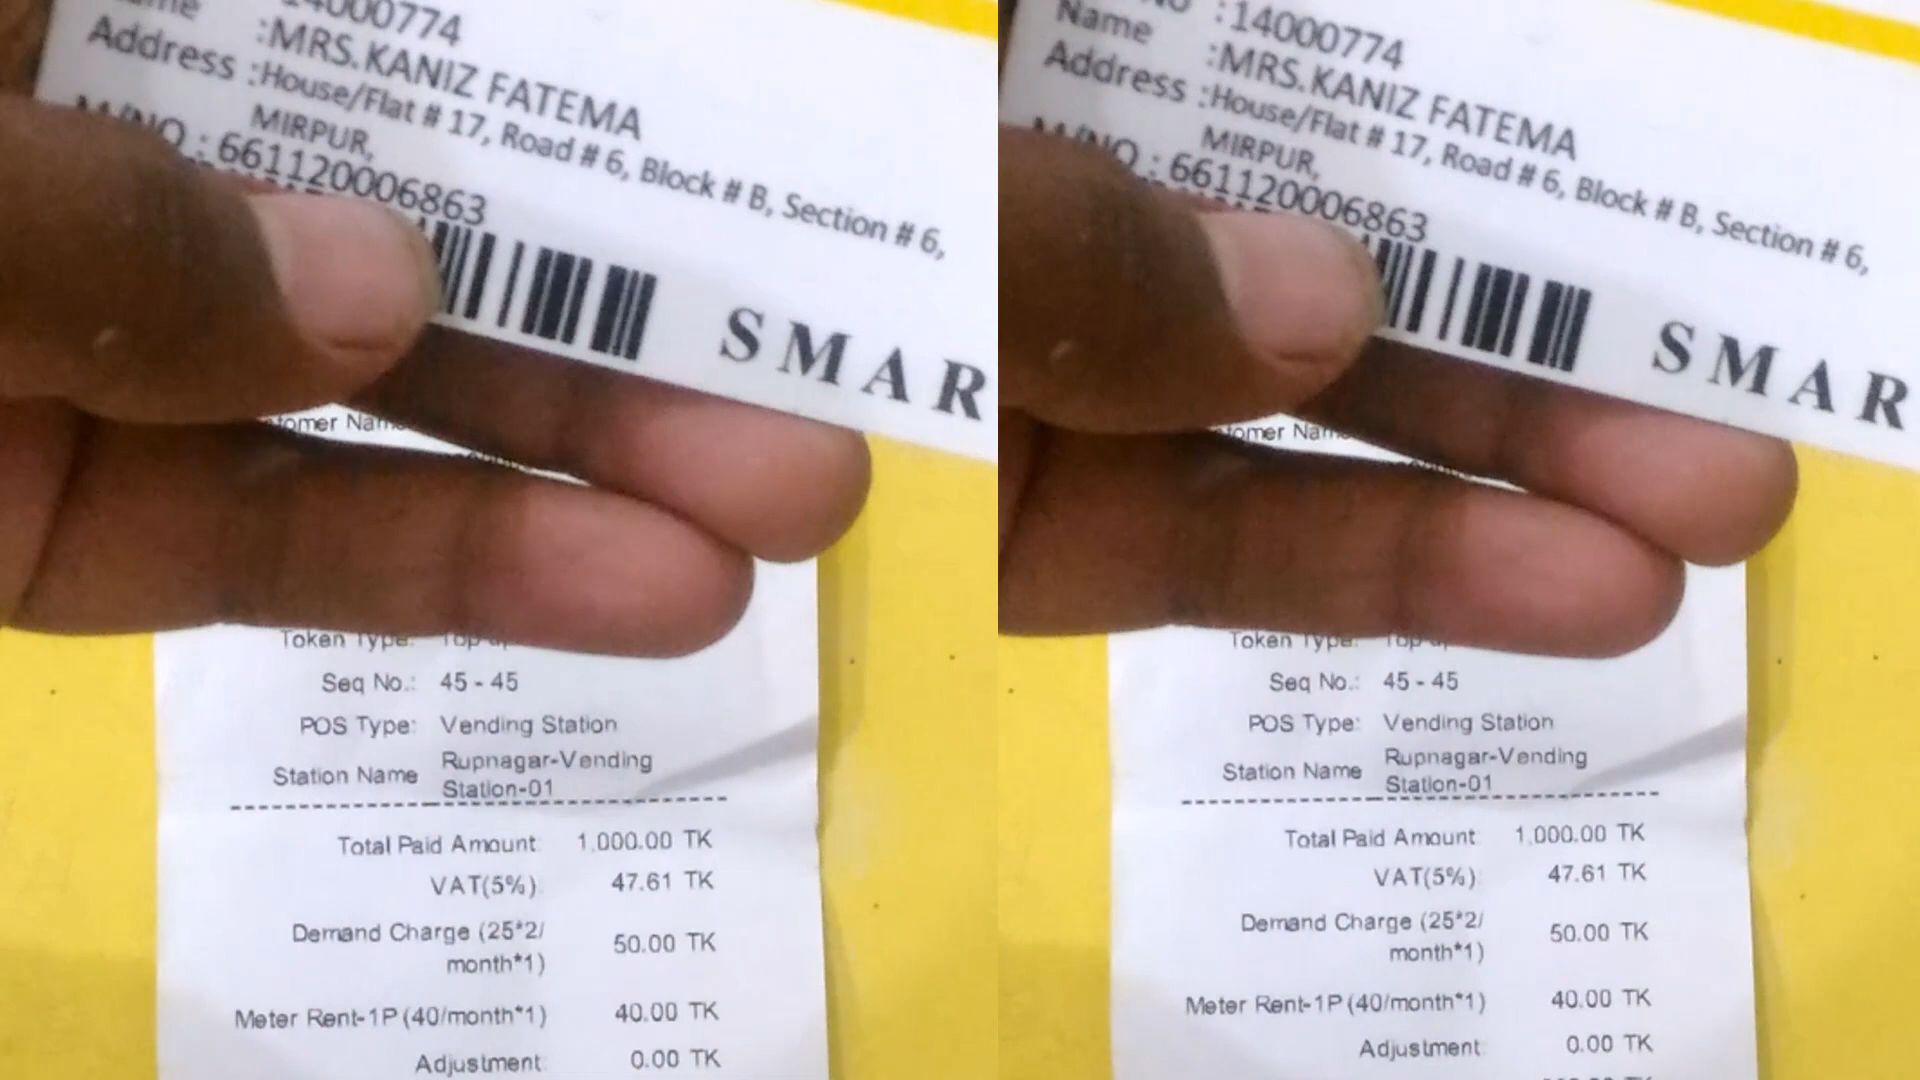 14000774
:MRS.KANIZ FATEMA
Address :House/Flat # 17, Road # 6, Block # B, Section # 6,
MIRPUR,
M/NO : 661120006863
SMAR
Token Type:
Seq No.: 45 - 45
POS Type: Vending Station
Station Name Rupnagar-Vending
Station-01
Total Paid Amount: 1,000.00 TK
VAT(5%): 47.61 TK
Demand Charge (25*2/
month*1) 50.00 TK
Meter Rent-1P (40/month*1) 40.00 TK
Adjustment: 0.00 TK
:14000774
Name :MRS.KANIZ FATEMA
Address :House/Flat # 17, Road # 6, Block # B, Section # 6,
MIRPUR,
M/NO : 661120006863
SMAR
Token Type:
Seq No.: 45 - 45
POS Type: Vending Station
Station Name Rupnagar-Vending
Station-01
Total Paid Amount: 1,000.00 TK
VAT(5%): 47.61 TK
Demand Charge (25*2/
month*1) 50.00 TK
Meter Rent-1P (40/month*1) 40.00 TK
Adjustment: 0.00 TK